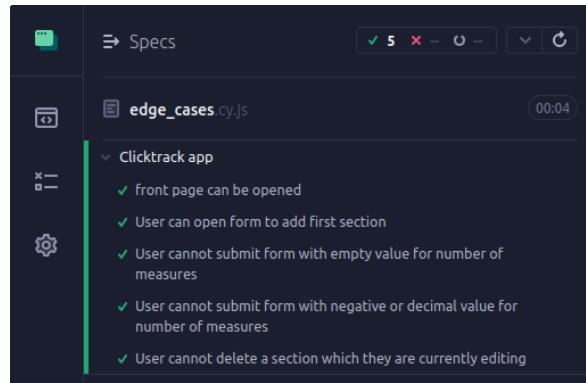 Specs
5 -- --
edge_cases.cy.js
00:04
Clicktrack app
front page can be opened
User can open form to add first section
User cannot submit form with empty value for number of
measures
User cannot submit form with negative or decimal value for
number of measures
User cannot delete a section which they are currently editing